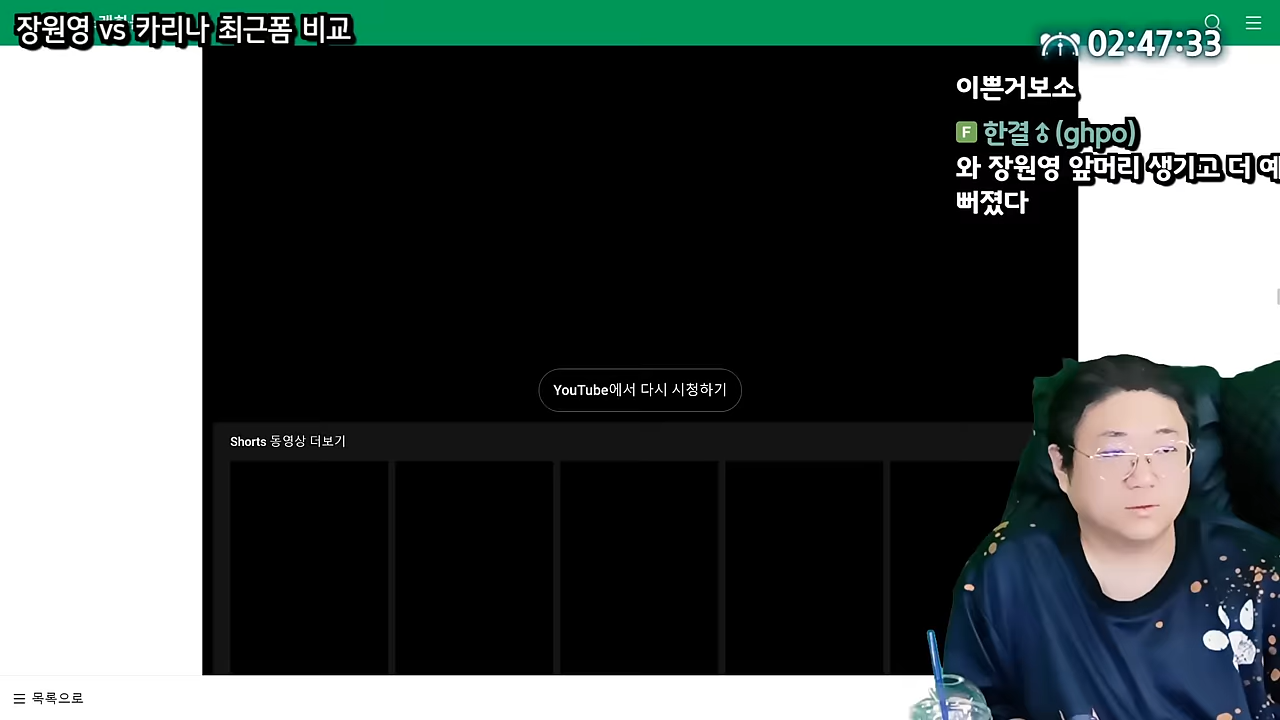 장원영 vs 카리나 최근폼 비교
02:47:33
이쁜거보소
F 한결⇕(ghpo)
와 장원영 앞머리 생기고 더 예
뻐졌다
YouTube에서 다시 시청하기
Shorts 동영상 더보기
목록으로